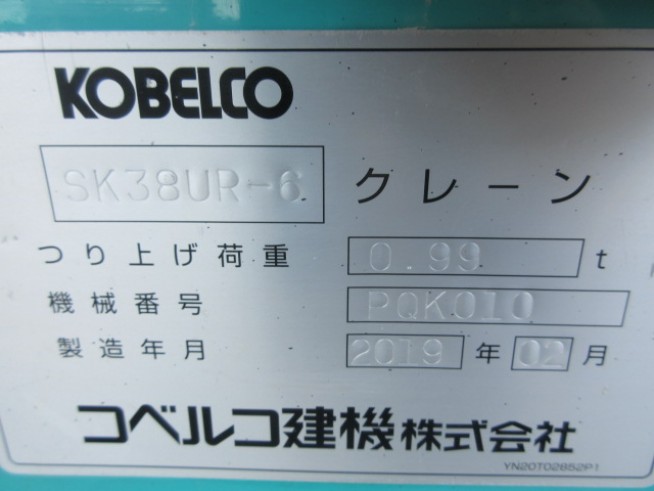 KOBELCO
SK38UR-6 クレーン
つり上げ荷重 0.99 t
機械番号 PQK010
製造年月 2019 年 02 月
コベルコ建機株式会社
YN20T02652P1